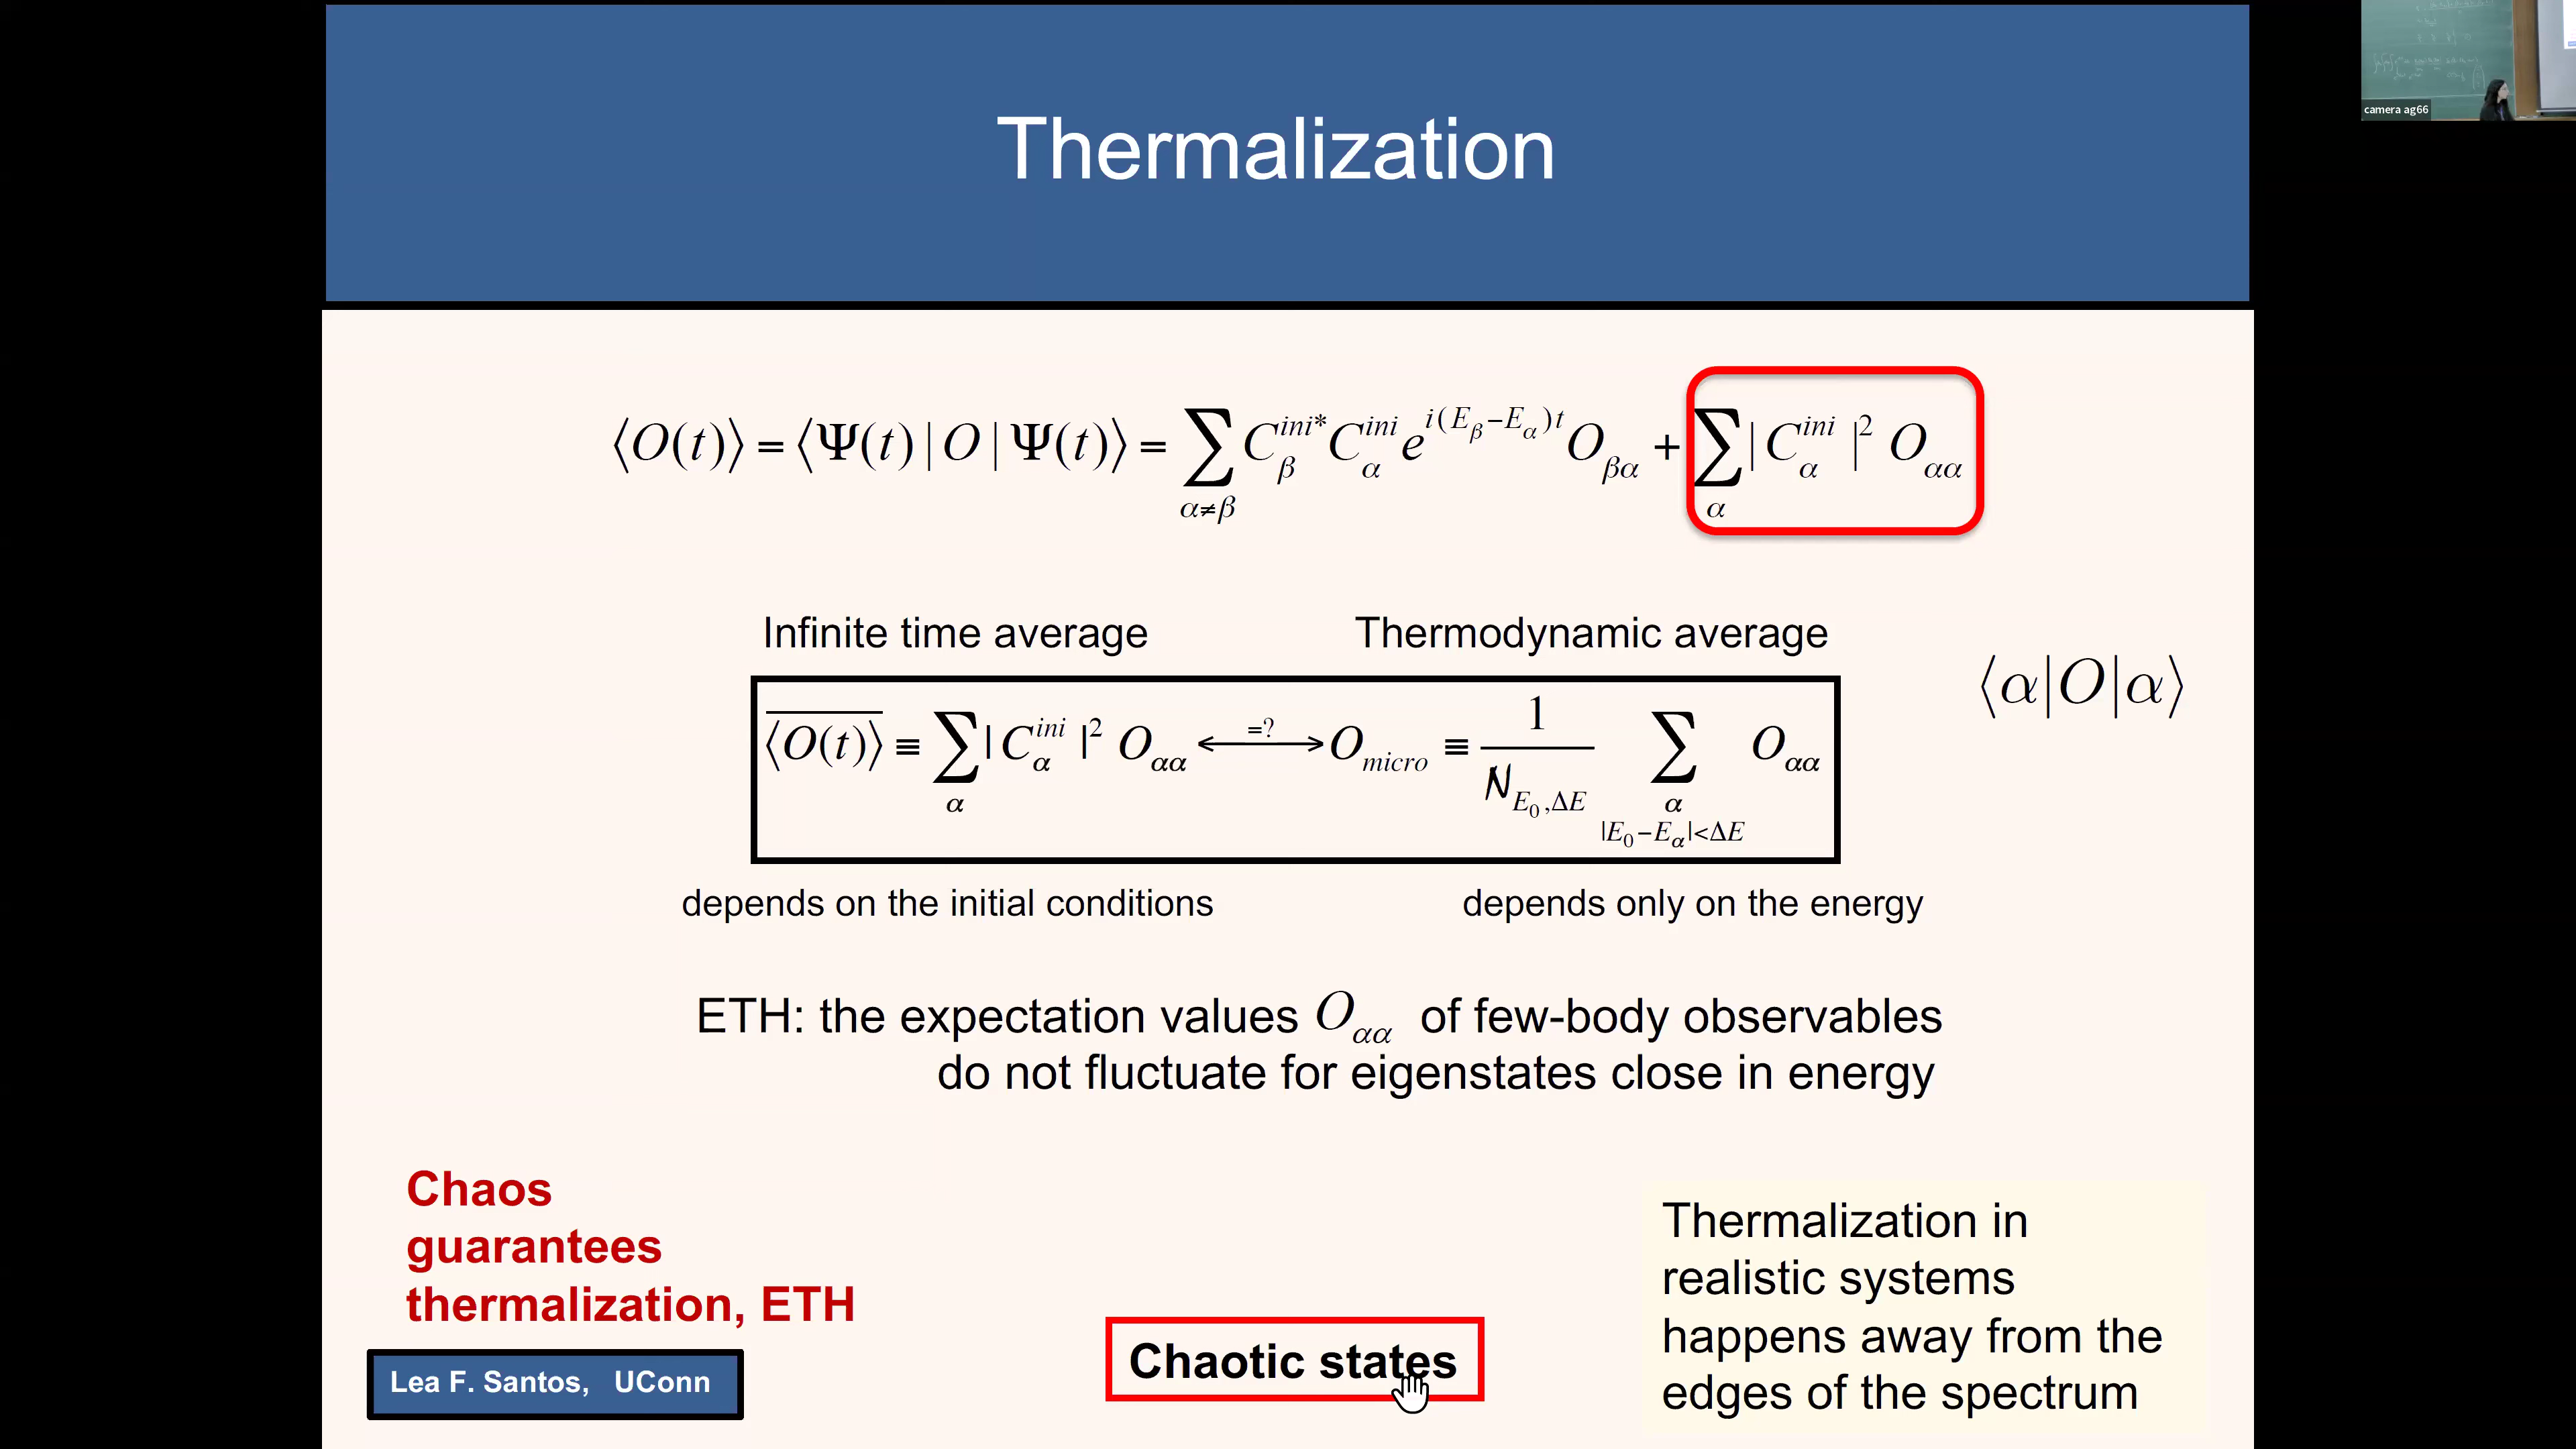 Thermalization
⟨O(t)⟩ = ⟨Ψ(t) | O | Ψ(t)⟩ = ∑_{α≠β} C_β^{ini*} C_α^{ini} e^{i(E_β−E_α)t} O_{βα} + ∑_α | C_α^{ini} |² O_{αα}
Infinite time average Thermodynamic average
⟨α|O|α⟩
\overline{⟨O(t)⟩} ≡ ∑_α | C_α^{ini} |² O_{αα} ⟷^{=?} O_{micro} ≡ \frac{1}{N_{E_0,ΔE}} ∑_{α, |E_0−E_α|<ΔE} O_{αα}
depends on the initial conditions depends only on the energy
ETH: the expectation values O_{αα} of few-body observables
do not fluctuate for eigenstates close in energy
Chaos
guarantees
thermalization, ETH
Lea F. Santos, UConn
Chaotic states
Thermalization in
realistic systems
happens away from the
edges of the spectrum
camera ag66